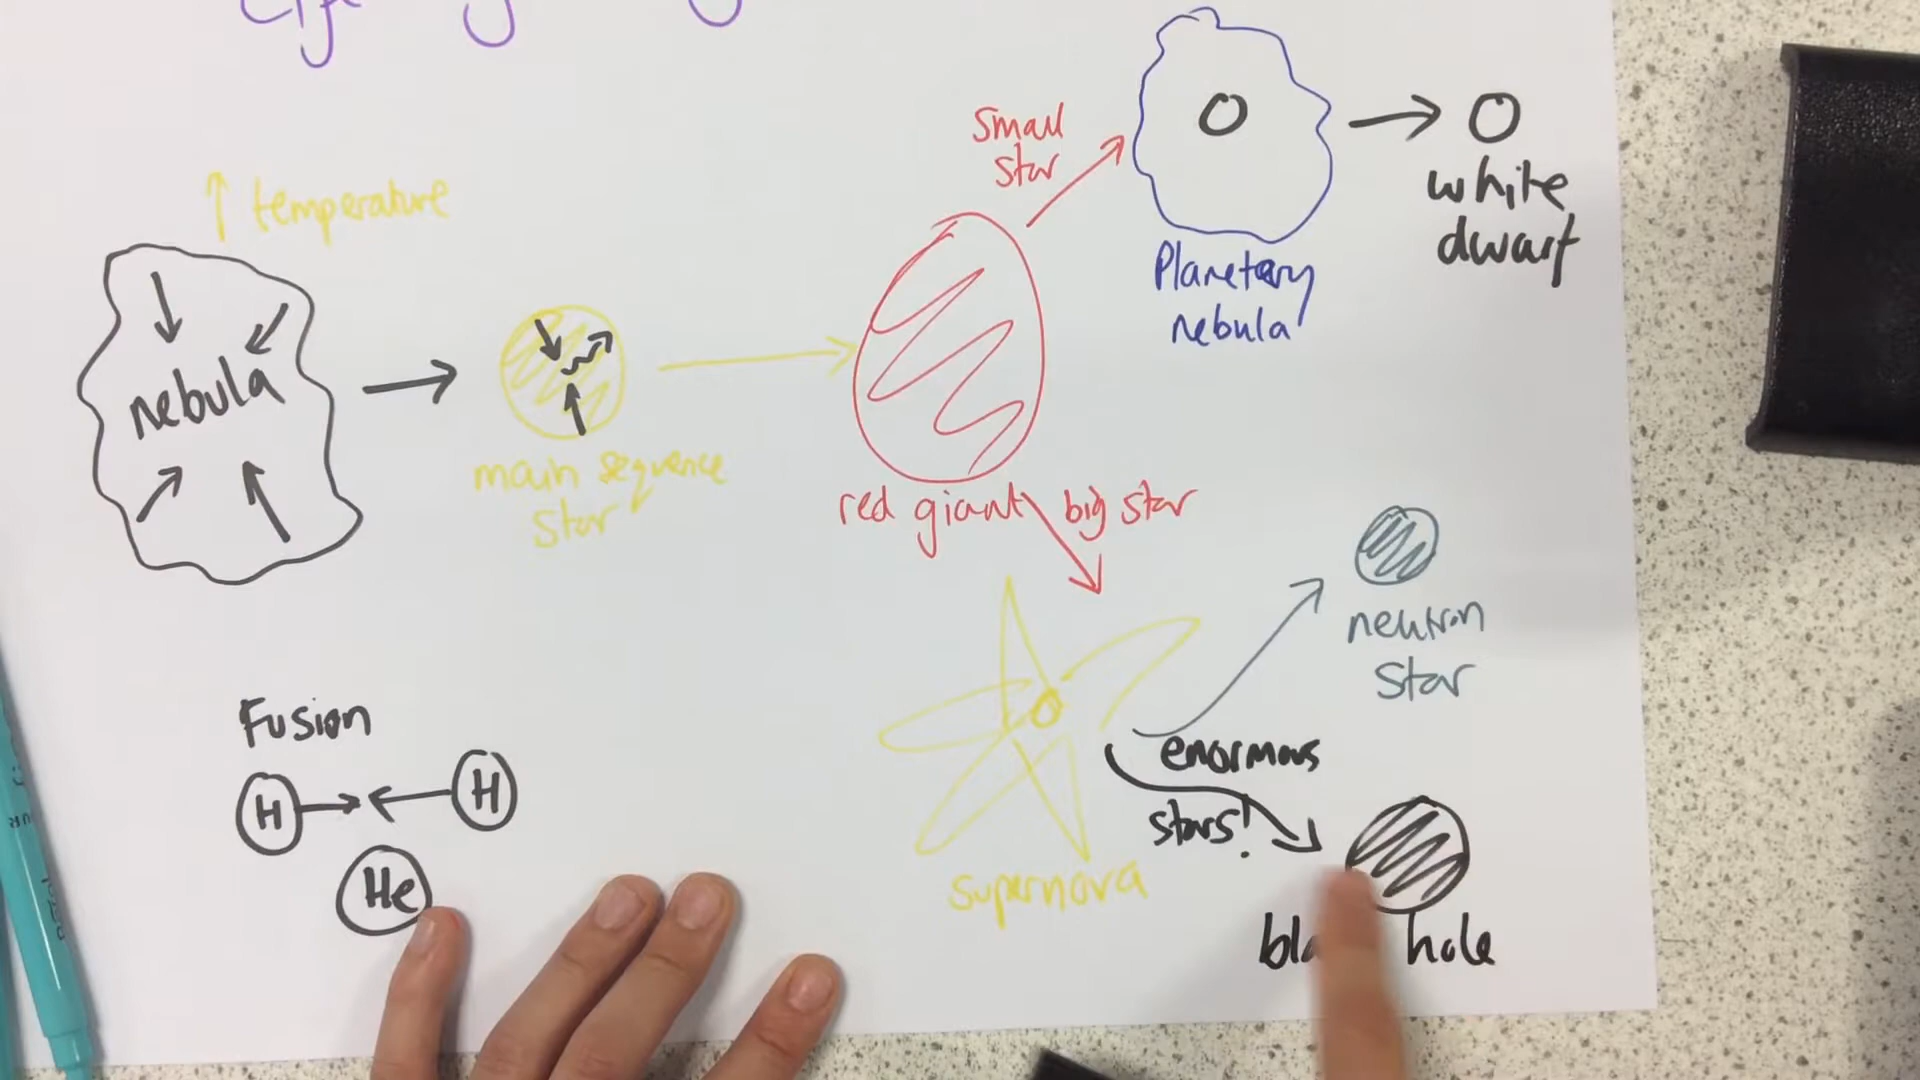 ↑ temperature
nebula
main sequence
star
red giant
small
star
Planetary
nebula
white
dwarf
big star
supernova
neutron
star
enormous
stars!
hole
Fusion
H
H
He